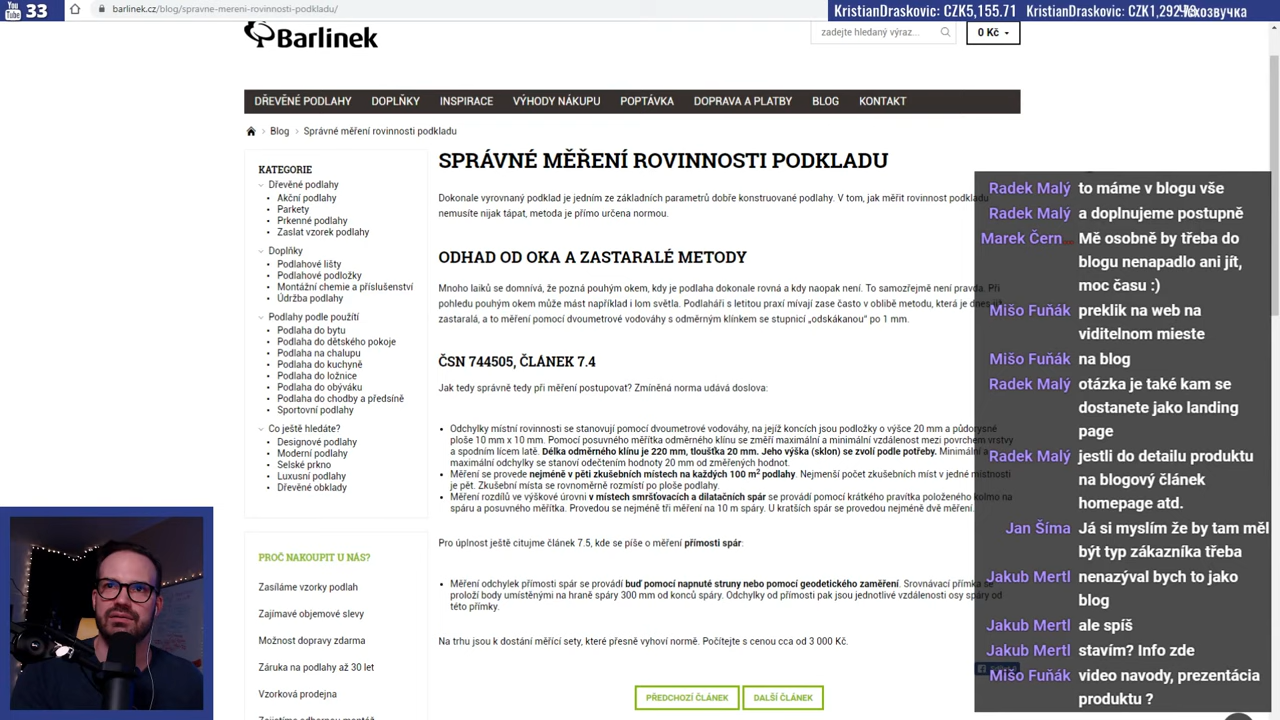 You Tube 33
barlinek.cz/blog/spravne-mereni-rovinnosti-podkladu/
KristianDraskovic: CZK5,155.71 KristianDraskovic: CZK1,292
Barlinek
zadejte hledaný výraz...
0 Kč
DŘEVĚNÉ PODLAHY DOPLŇKY INSPIRACE VÝHODY NÁKUPU POPTÁVKA DOPRAVA A PLATBY BLOG KONTAKT
Blog > Správné měření rovinnosti podkladu
KATEGORIE
Dřevěné podlahy
Akční podlahy
Parkety
Prkenné podlahy
Zaslat vzorek podlahy
Doplňky
Podlahové lišty
Podlahové podložky
Montážní chemie a příslušenství
Údržba podlahy
Podlahy podle použití
Podlaha do bytu
Podlaha do dětského pokoje
Podlaha na chalupu
Podlaha do kuchyně
Podlaha do ložnice
Podlaha do obýváku
Podlaha do chodby a předsíně
Sportovní podlahy
Co ještě hledáte?
Designové podlahy
Moderní podlahy
Selské prkno
Luxusní podlahy
Dřevěné obklady
PROČ NAKOUPIT U NÁS?
Zasíláme vzorky podlah
Zajímavé objemové slevy
Možnost dopravy zdarma
Záruka na podlahy až 30 let
Vzorková prodejna
SPRÁVNÉ MĚŘENÍ ROVINNOSTI PODKLADU
Dokonale vyrovnaný podklad je jedním ze základních parametrů dobře konstruované podlahy. V tom, jak měřit rovinnost podkladu
nemusíte nijak tápat, metoda je přímo určena normou.
ODHAD OD OKA A ZASTARALÉ METODY
Mnoho laiků se domnívá, že pozná pouhým okem, kdy je podlaha dokonale rovná a kdy naopak není. To samozřejmě není pravda. Při
pohledu pouhým okem může mást například i lom světla. Podlaháři s letitou praxí mívají zase často v oblibě metodu, která je dnes již
zastaralá, a to měření pomocí dvoumetrové vodováhy s odměrným klínkem se stupnicí „odskákanou“ po 1 mm.
ČSN 744505, ČLÁNEK 7.4
Jak tedy správně tedy při měření postupovat? Zmíněná norma udává doslova:
Odchylky místní rovinnosti se stanovují pomocí dvoumetrové vodováhy, na jejíž koncích jsou podložky o výšce 20 mm a půdorysné
ploše 10 mm x 10 mm. Pomocí posuvného měřítka odměrného klínu se změří maximální a minimální vzdálenost mezi povrchem vrstvy
a spodním lícem latě. Délka odměrného klínu je 220 mm, tloušťka 20 mm. Jeho výška (sklon) se zvolí podle potřeby. Minimální a
maximální odchylky se stanoví odečtením hodnoty 20 mm od změřených hodnot.
Měření se provede nejméně v pěti zkušebních místech na každých 100 m2 podlahy. Nejmenší počet zkušebních míst v jedné místnosti
je pět. Zkušební místa se rovnoměrně rozmístí po ploše podlahy.
Měření rozdílů ve výškové úrovni v místech smršťovacích a dilatačních spár se provádí pomocí krátkého pravítka položeného kolmo na
spáru a posuvného měřítka. Provedou se nejméně tři měření na 10 m spáry. U kratších spár se provedou nejméně dvě měření.
Pro úplnost ještě citujme článek 7.5, kde se píše o měření přímosti spár:
Měření odchylek přímosti spár se provádí buď pomocí napnuté struny nebo pomocí geodetického zaměření. Srovnávací přímka se
proloží body umístěnými na hraně spáry 300 mm od konců spáry. Odchylky od přímosti pak jsou jednotlivé vzdálenosti osy spáry od
této přímky.
Na trhu jsou k dostání měřící sety, které přesně vyhoví normě. Počítejte s cenou cca od 3 000 Kč.
PŘEDCHOZÍ ČLÁNEK DALŠÍ ČLÁNEK
Radek Malý to máme v blogu vše
Radek Malý a doplnujeme postupně
Marek Čern... Mě osobně by třeba do
blogu nenapadlo ani jít,
moc času :)
Mišo Fuňák preklik na web na
viditelnom mieste
Mišo Fuňák na blog
Radek Malý otázka je také kam se
dostanete jako landing
page
Radek Malý jestli do detailu produktu
na blogový článek
homepage atd.
Jan Šíma Já si myslím že by tam měl
být typ zákazníka třeba
Jakub Mertl nenazýval bych to jako
blog
Jakub Mertl ale spíš
Jakub Mertl stavím? Info zde
Mišo Fuňák video navody, prezentácia
produktu ?